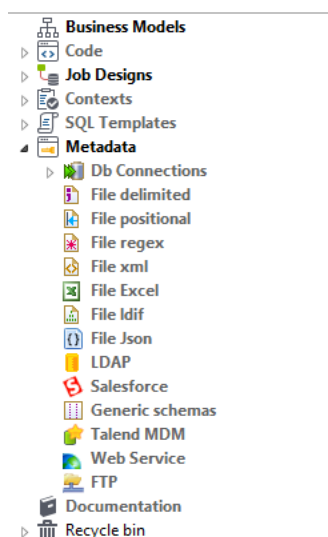 Business Models
Code
Job Designs
Contexts
SQL Templates
Metadata
Db Connections
File delimited
File positional
File regex
File xml
File Excel
File ldif
File Json
LDAP
Salesforce
Generic schemas
Talend MDM
Web Service
FTP
Documentation
Recycle bin